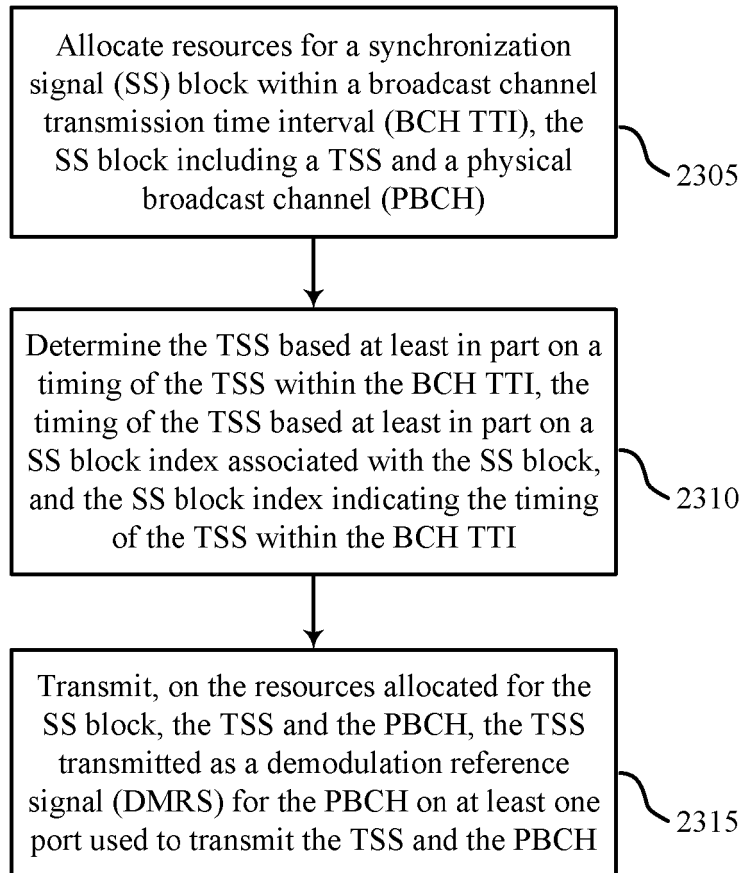 Allocate resources for a synchronization
signal (SS) block within a broadcast channel
transmission time interval (BCH TTI), the
SS block including a TSS and a physical
broadcast channel (PBCH)
2305
Determine the TSS based at least in part on a
timing of the TSS within the BCH TTI, the
timing of the TSS based at least in part on a
SS block index associated with the SS block,
and the SS block index indicating the timing
of the TSS within the BCH TTI
2310
Transmit, on the resources allocated for the
SS block, the TSS and the PBCH, the TSS
transmitted as a demodulation reference
signal (DMRS) for the PBCH on at least one
port used to transmit the TSS and the PBCH
2315